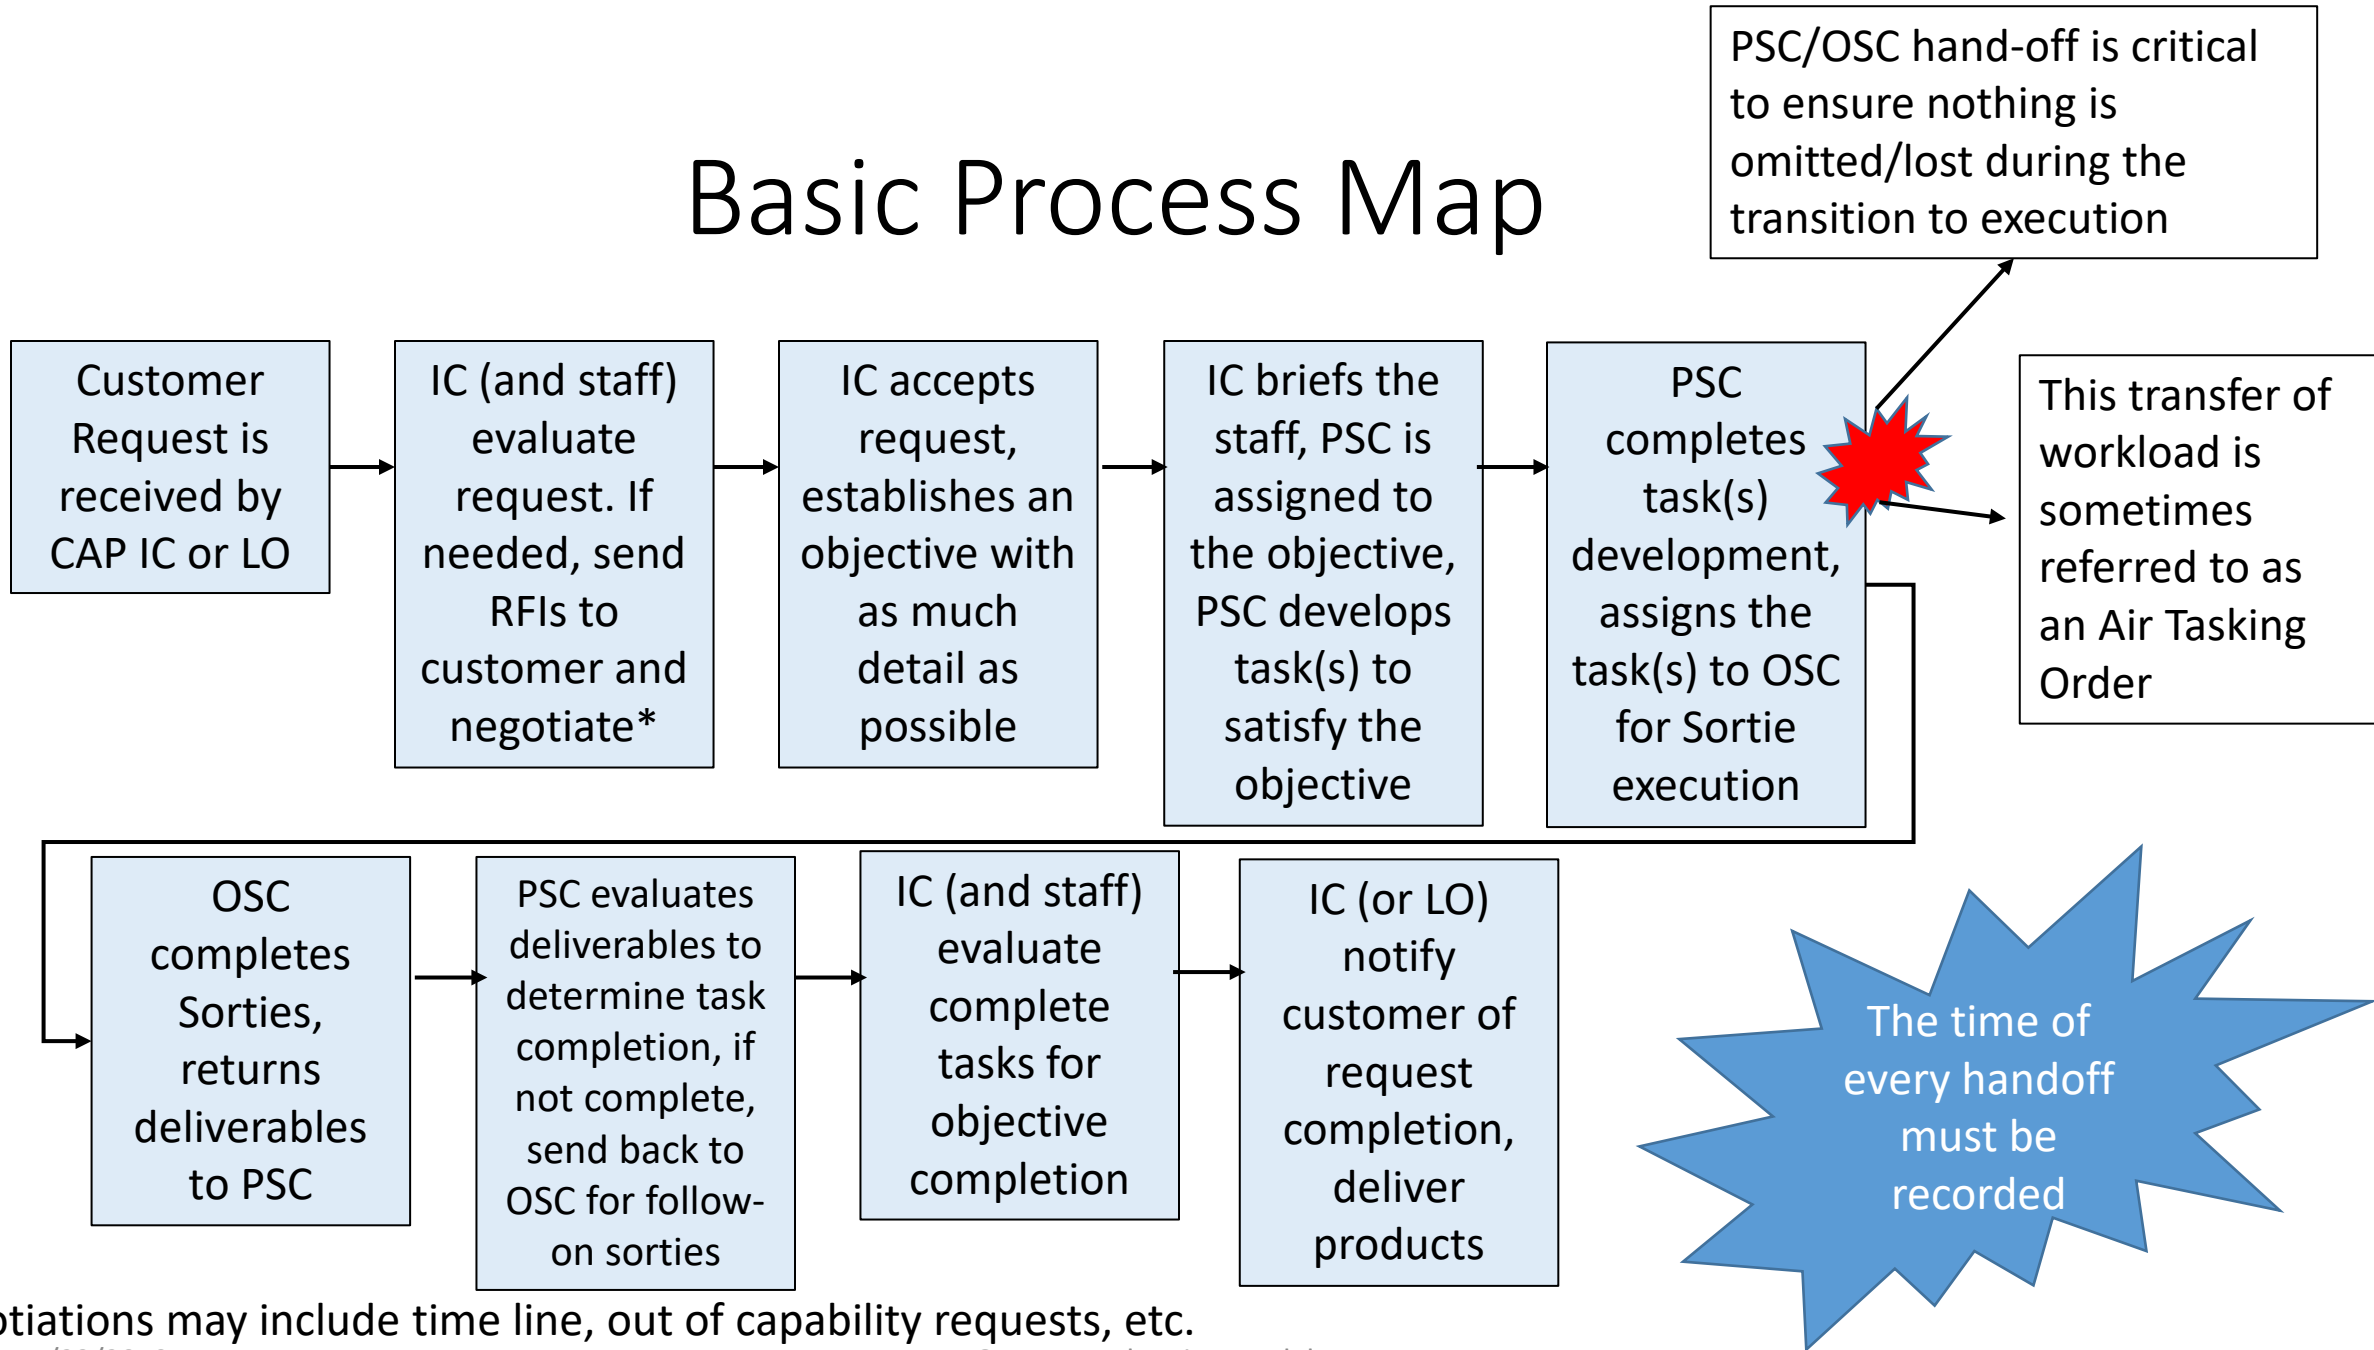 Basic Process Map
PSC/OSC hand-off is critical
to ensure nothing is
omitted/lost during the
transition to execution
Customer
Request is
received by
CAP IC or LO
IC (and staff)
evaluate
request. If
needed, send
RFIs to
customer and
negotiate*
IC accepts
request,
establishes an
objective with
as much
detail as
possible
IC briefs the
staff, PSC is
assigned to
the objective,
PSC develops
task(s) to
satisfy the
objective
PSC
completes
task(s)
development,
assigns the
task(s) to OSC
for Sortie
execution
This transfer of
workload is
sometimes
referred to as
an Air Tasking
Order
OSC
completes
Sorties,
returns
deliverables
to PSC
PSC evaluates
deliverables to
determine task
completion, if
not complete,
send back to
OSC for follow-
on sorties
IC (and staff)
evaluate
complete
tasks for
objective
completion
IC (or LO)
notify
customer of
request
completion,
deliver
products
The time of
every handoff
must be
recorded
otiations may include time line, out of capability requests, etc.